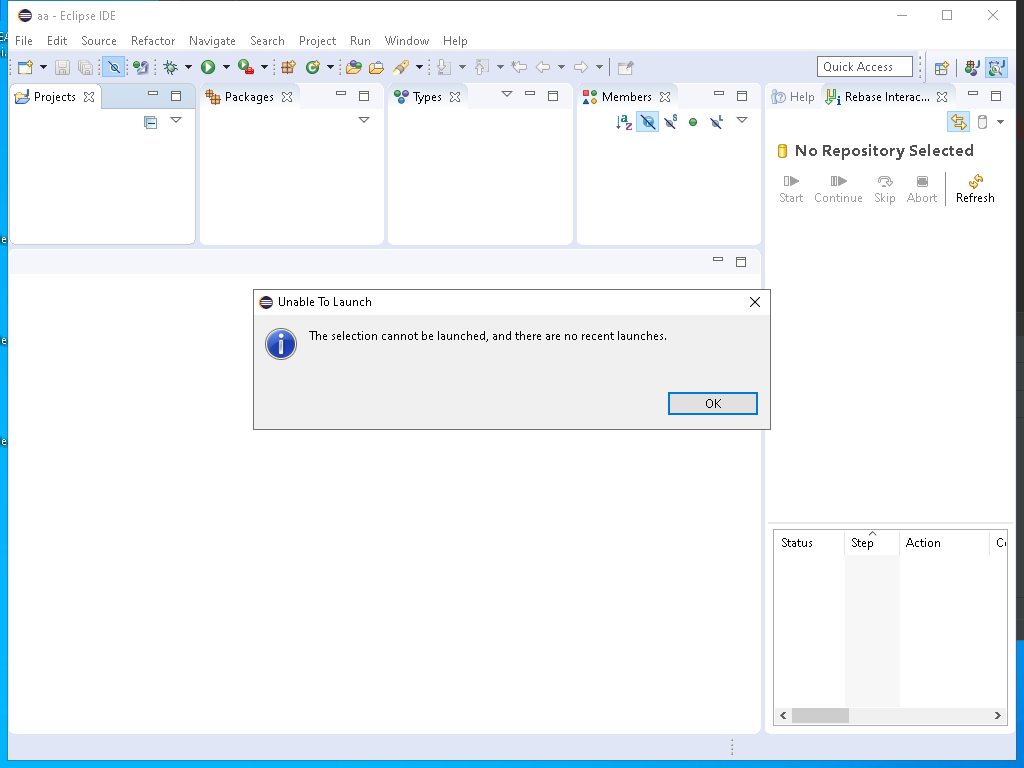 aa - Eclipse IDE
File Edit Source Refactor Navigate Search Project Run Window Help
Quick Access
Projects Packages Types Members Help Rebase Interac...
No Repository Selected
Start Continue Skip Abort Refresh
Unable To Launch
The selection cannot be launched, and there are no recent launches.
OK
Status Step Action